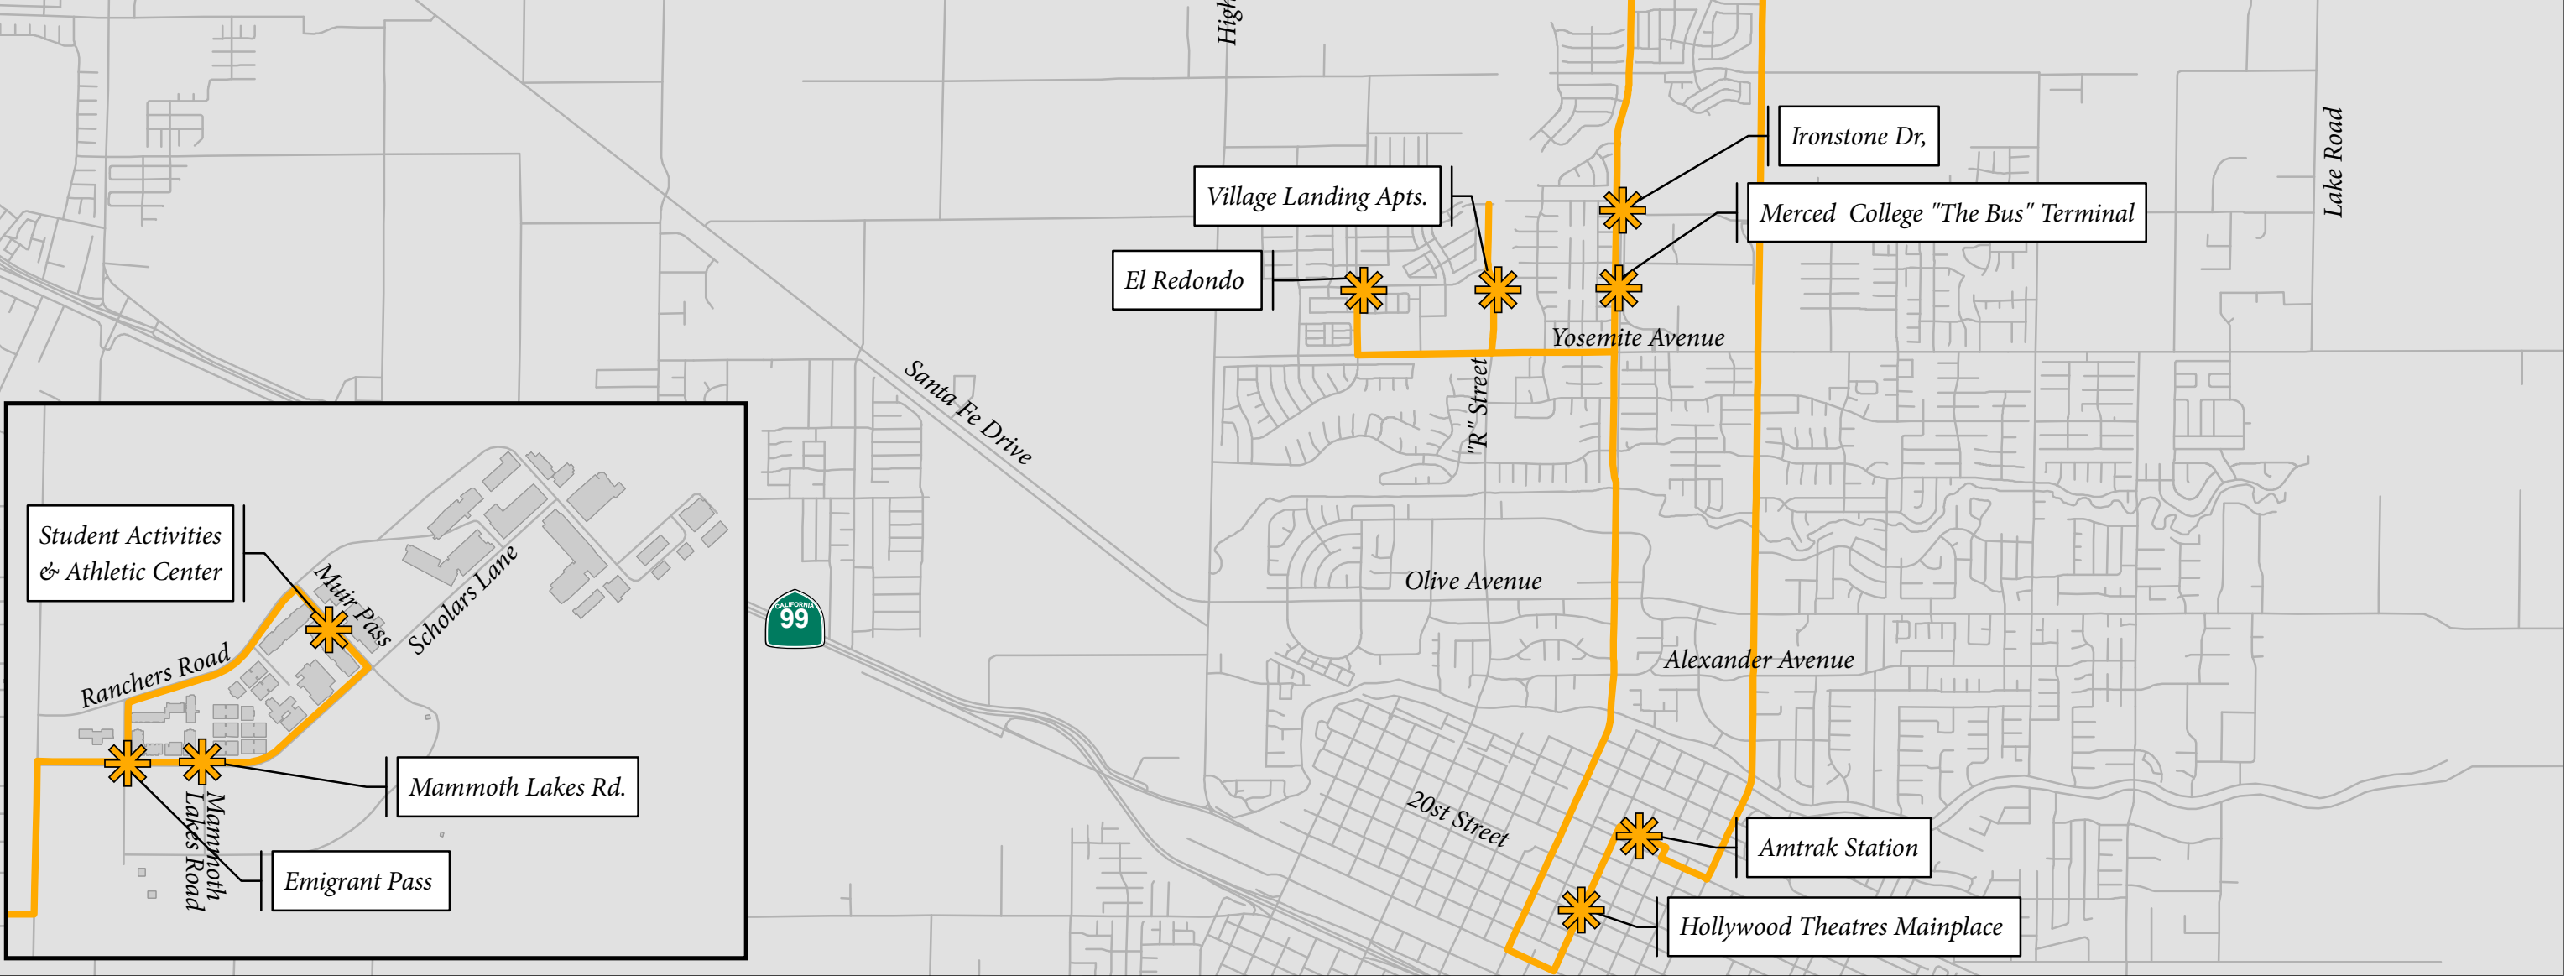 High
Ironstone Dr,
Lake Road
Village Landing Apts.
Merced College "The Bus" Terminal
El Redondo
Yosemite Avenue
Santa Fe Drive
"R" Street
Student Activities
& Athletic Center
Muir Pass
Scholars Lane
Olive Avenue
CALIFORNIA
99
Ranchers Road
Alexander Avenue
Mammoth Lakes Rd.
Mammoth
Lakes Road
20st Street
Amtrak Station
Emigrant Pass
Hollywood Theatres Mainplace